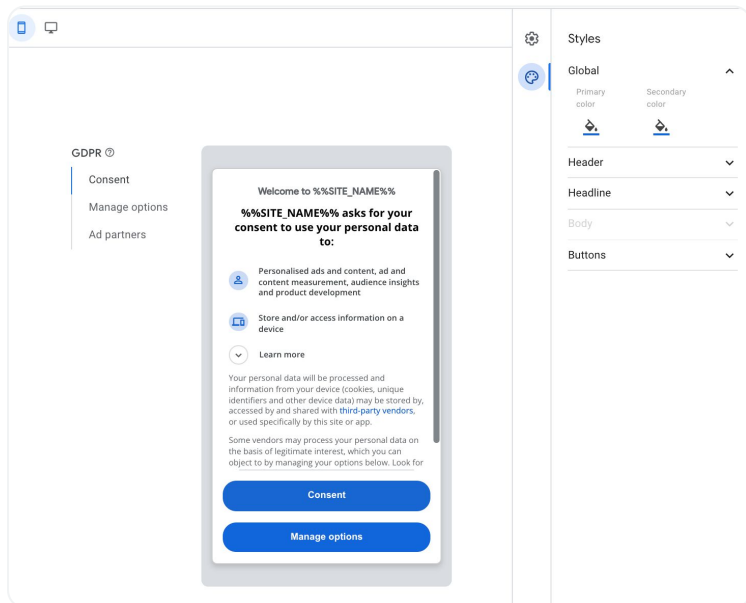 GDPR
Consent
Manage options
Ad partners
Welcome to %%SITE_NAME%%
%%SITE_NAME%% asks for your
consent to use your personal data
to:
Personalised ads and content, ad and
content measurement, audience insights
and product development
Store and/or access information on a
device
Learn more
Your personal data will be processed and
information from your device (cookies, unique
identifiers and other device data) may be stored by,
accessed by and shared with third-party vendors,
or used specifically by this site or app.
Some vendors may process your personal data on
the basis of legitimate interest, which you can
object to by managing your options below. Look for
Consent
Manage options
Styles
Global
Primary
color
Secondary
color
Header
Headline
Body
Buttons